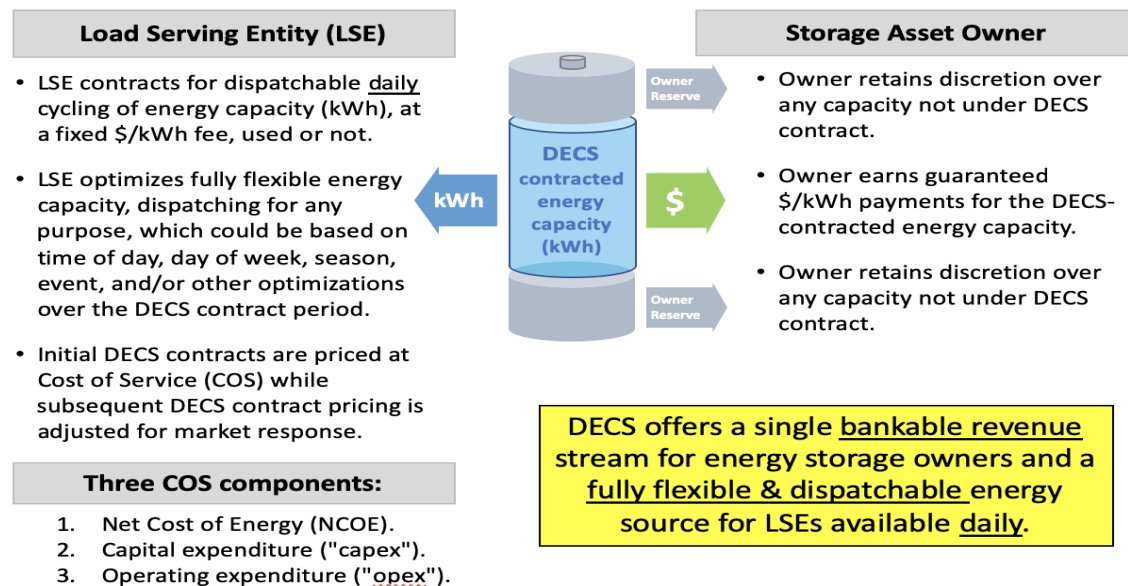 Load Serving Entity (LSE)
• LSE contracts for dispatchable daily
cycling of energy capacity (kWh), at
a fixed $/kWh fee, used or not.
• LSE optimizes fully flexible energy
capacity, dispatching for any
purpose, which could be based on
time of day, day of week, season,
event, and/or other optimizations
over the DECS contract period.
• Initial DECS contracts are priced at
Cost of Service (COS) while
subsequent DECS contract pricing is
adjusted for market response.
Three COS components:
1. Net Cost of Energy (NCOE).
2. Capital expenditure ("capex").
3. Operating expenditure ("opex").
kWh
DECS
contracted
energy
capacity
(kWh)
Owner
Reserve
$
Owner
Reserve
Storage Asset Owner
• Owner retains discretion over
any capacity not under DECS
contract.
• Owner earns guaranteed
$/kWh payments for the DECS-
contracted energy capacity.
• Owner retains discretion over
any capacity not under DECS
contract.
DECS offers a single bankable revenue
stream for energy storage owners and a
fully flexible & dispatchable energy
source for LSEs available daily.